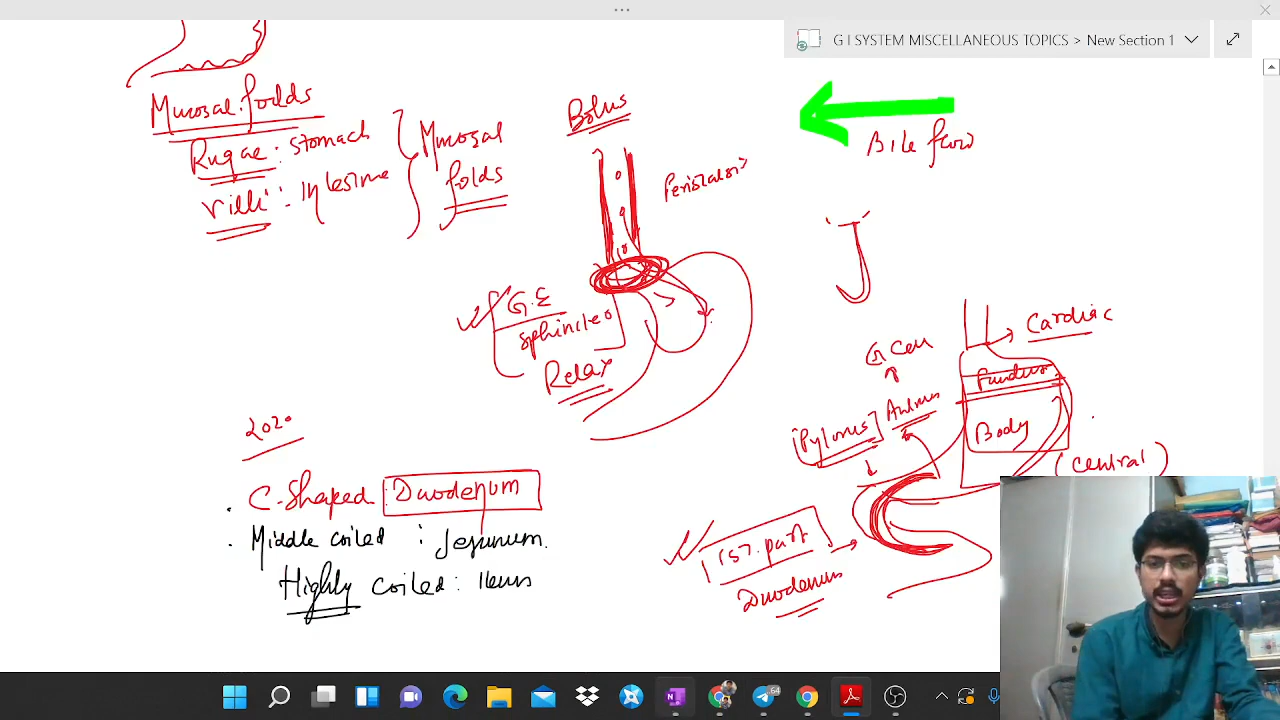 G I SYSTEM MISCELLANEOUS TOPICS > New Section 1
Mucosal folds
Rugae : stomach
Villi : Intestine
Mucosal
folds
Bolus
Peristalsis
Bile flow
J
G.E
sphincter
Relax
Cardiac
Fundus
Body
(central)
G Cell
Antrum
Pylorus
1st. part
Duodenum
2020
. C-Shaped : Duodenum
. Middle coiled : Jejunum.
Highly coiled : Ileum
64